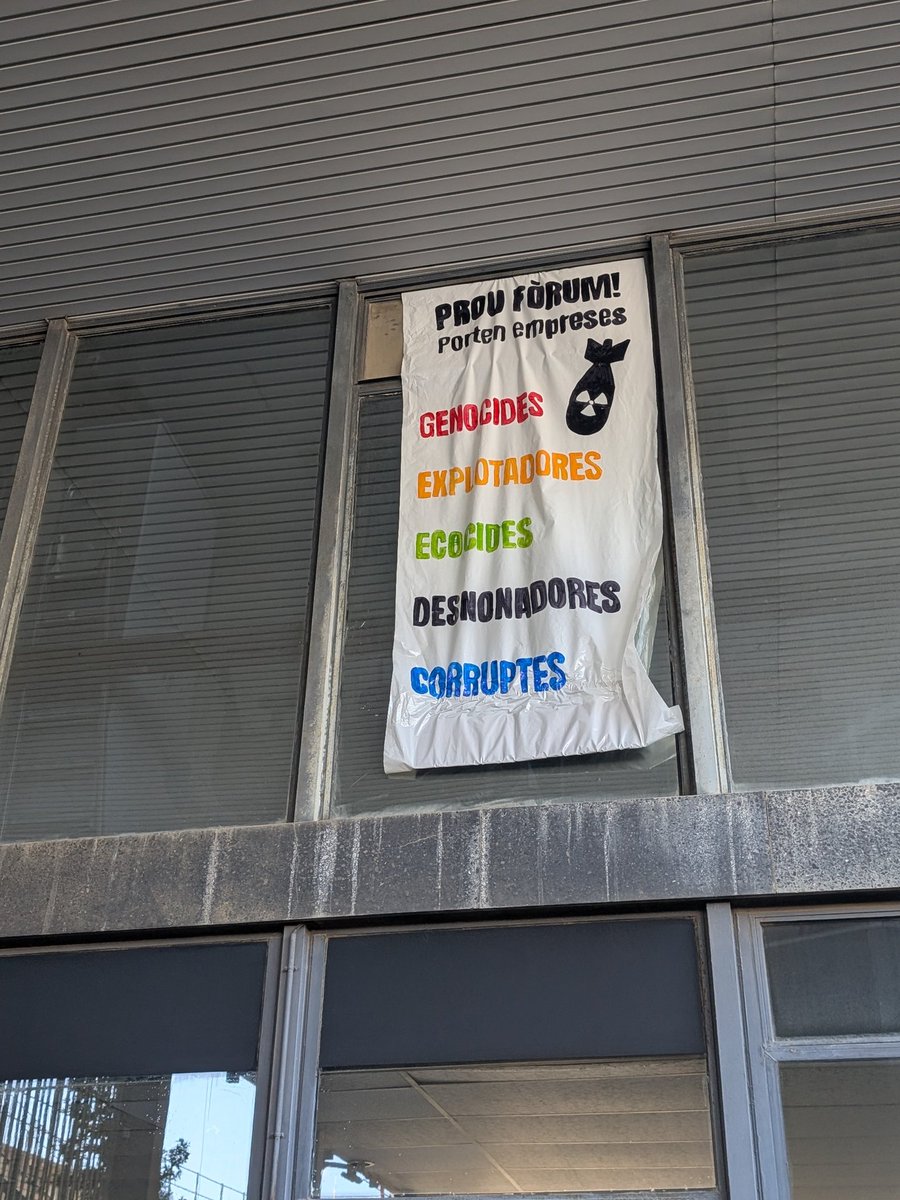 PROU FÒRUM!
Porten empreses
GENOCIDES
EXPLOTADORES
ECOCIDES
DESNONADORES
CORRUPTES